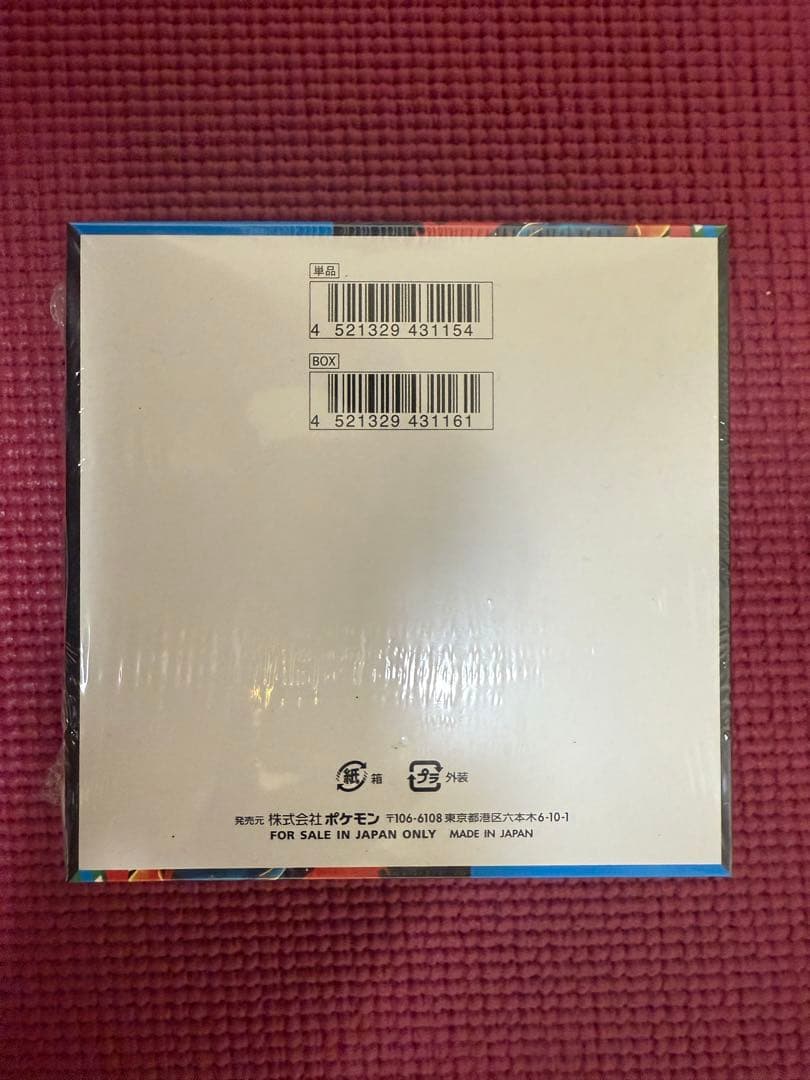 単品
4 521329 431154
BOX
4 521329 431161
紙 箱 プラ 外装
発売元 株式会社ポケモン 〒106-6108 東京都港区六本木6-10-1
FOR SALE IN JAPAN ONLY MADE IN JAPAN